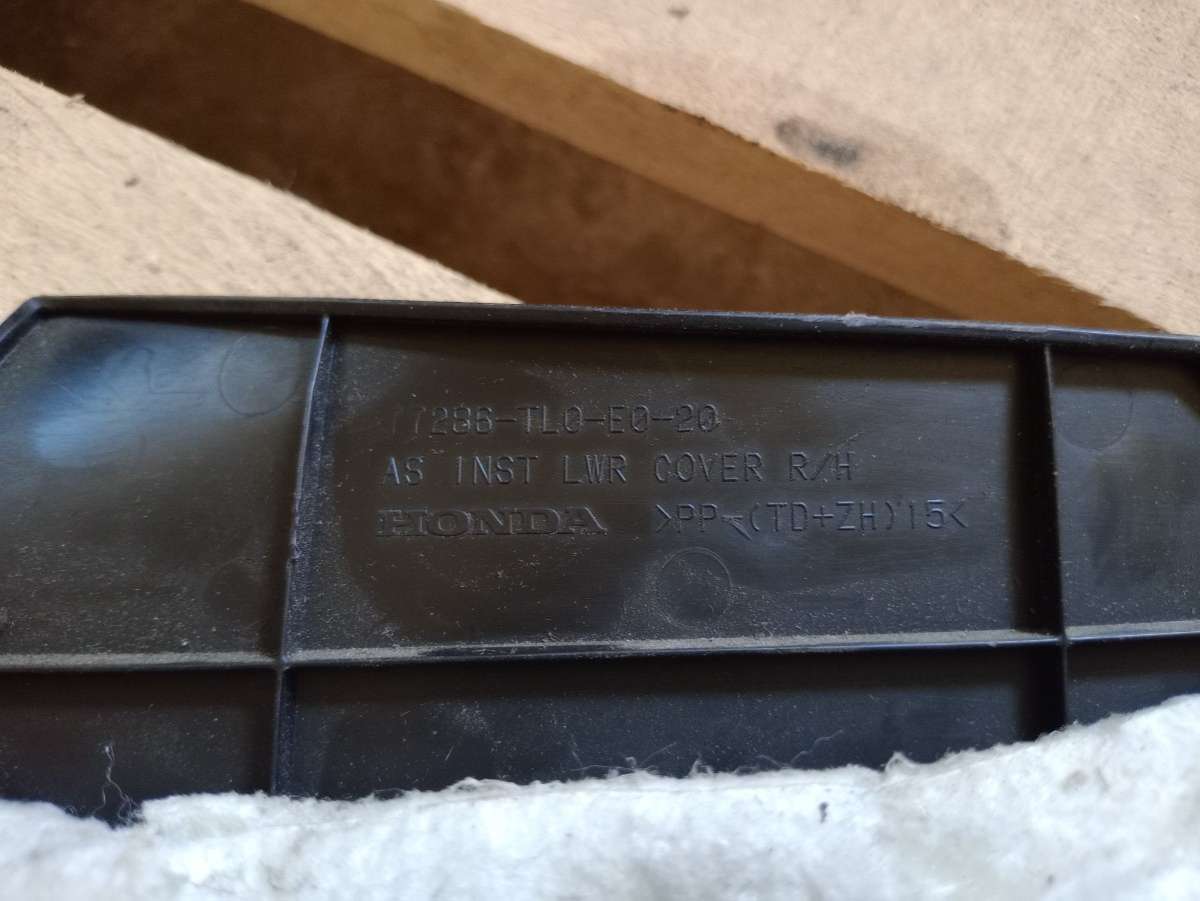 77286-TL0-E0-20
AS INST LWR COVER R/H
HONDA >PP-(TD+ZH)15<